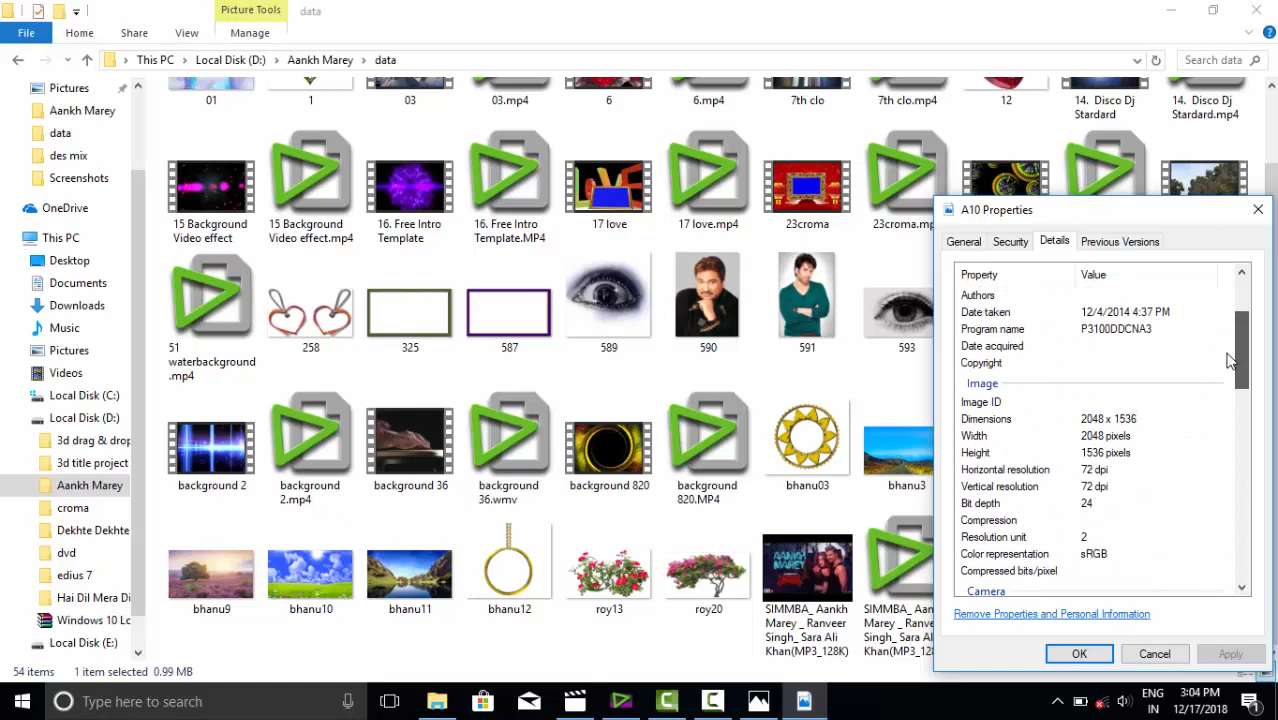 Picture Tools
data
File
Home
Share
View
Manage
This PC
Local Disk (D:)
Aankh Marey
data
Search data
Pictures
Aankh Marey
data
des mix
Screenshots
OneDrive
This PC
Desktop
Documents
Downloads
Music
Pictures
Videos
Local Disk (C:)
Local Disk (D:)
3d drag & drop
3d title project
Aankh Marey
croma
Dekhte Dekhte
dvd
edius 7
Hai Dil Mera Di
Windows 10 Lo
Local Disk (E:)
01
1
03
03.mp4
6
6.mp4
7th clo
7th clo.mp4
12
14. Disco Dj
Stardard
14. Disco Dj
Stardard.mp4
15 Background
Video effect
15 Background
Video effect.mp4
16. Free Intro
Template
16. Free Intro
Template.MP4
17 love
17 love.mp4
23croma
23croma.mp4
51
waterbackground
.mp4
258
325
587
589
590
591
593
background 2
background
2.mp4
background 36
background
36.wmv
background 820
background
820.MP4
bhanu03
bhanu3
bhanu9
bhanu10
bhanu11
bhanu12
roy13
roy20
AANKH
MAREY
SIMMBA_ Aankh
Marey _ Ranveer
Singh_ Sara Ali
Khan(MP3_128K)
SIMMBA_ Aankh
Marey _ Ranveer
Singh_ Sara Ali
Khan(MP3_128K)
A10 Properties
General
Security
Details
Previous Versions
Property
Value
Authors
Date taken 12/4/2014 4:37 PM
Program name P3100DDCNA3
Date acquired
Copyright
Image
Image ID
Dimensions 2048 x 1536
Width 2048 pixels
Height 1536 pixels
Horizontal resolution 72 dpi
Vertical resolution 72 dpi
Bit depth 24
Compression
Resolution unit 2
Color representation sRGB
Compressed bits/pixel
Camera
Remove Properties and Personal Information
OK
Cancel
Apply
54 items
1 item selected 0.99 MB
Type here to search
ENG
IN
3:04 PM
12/17/2018
1